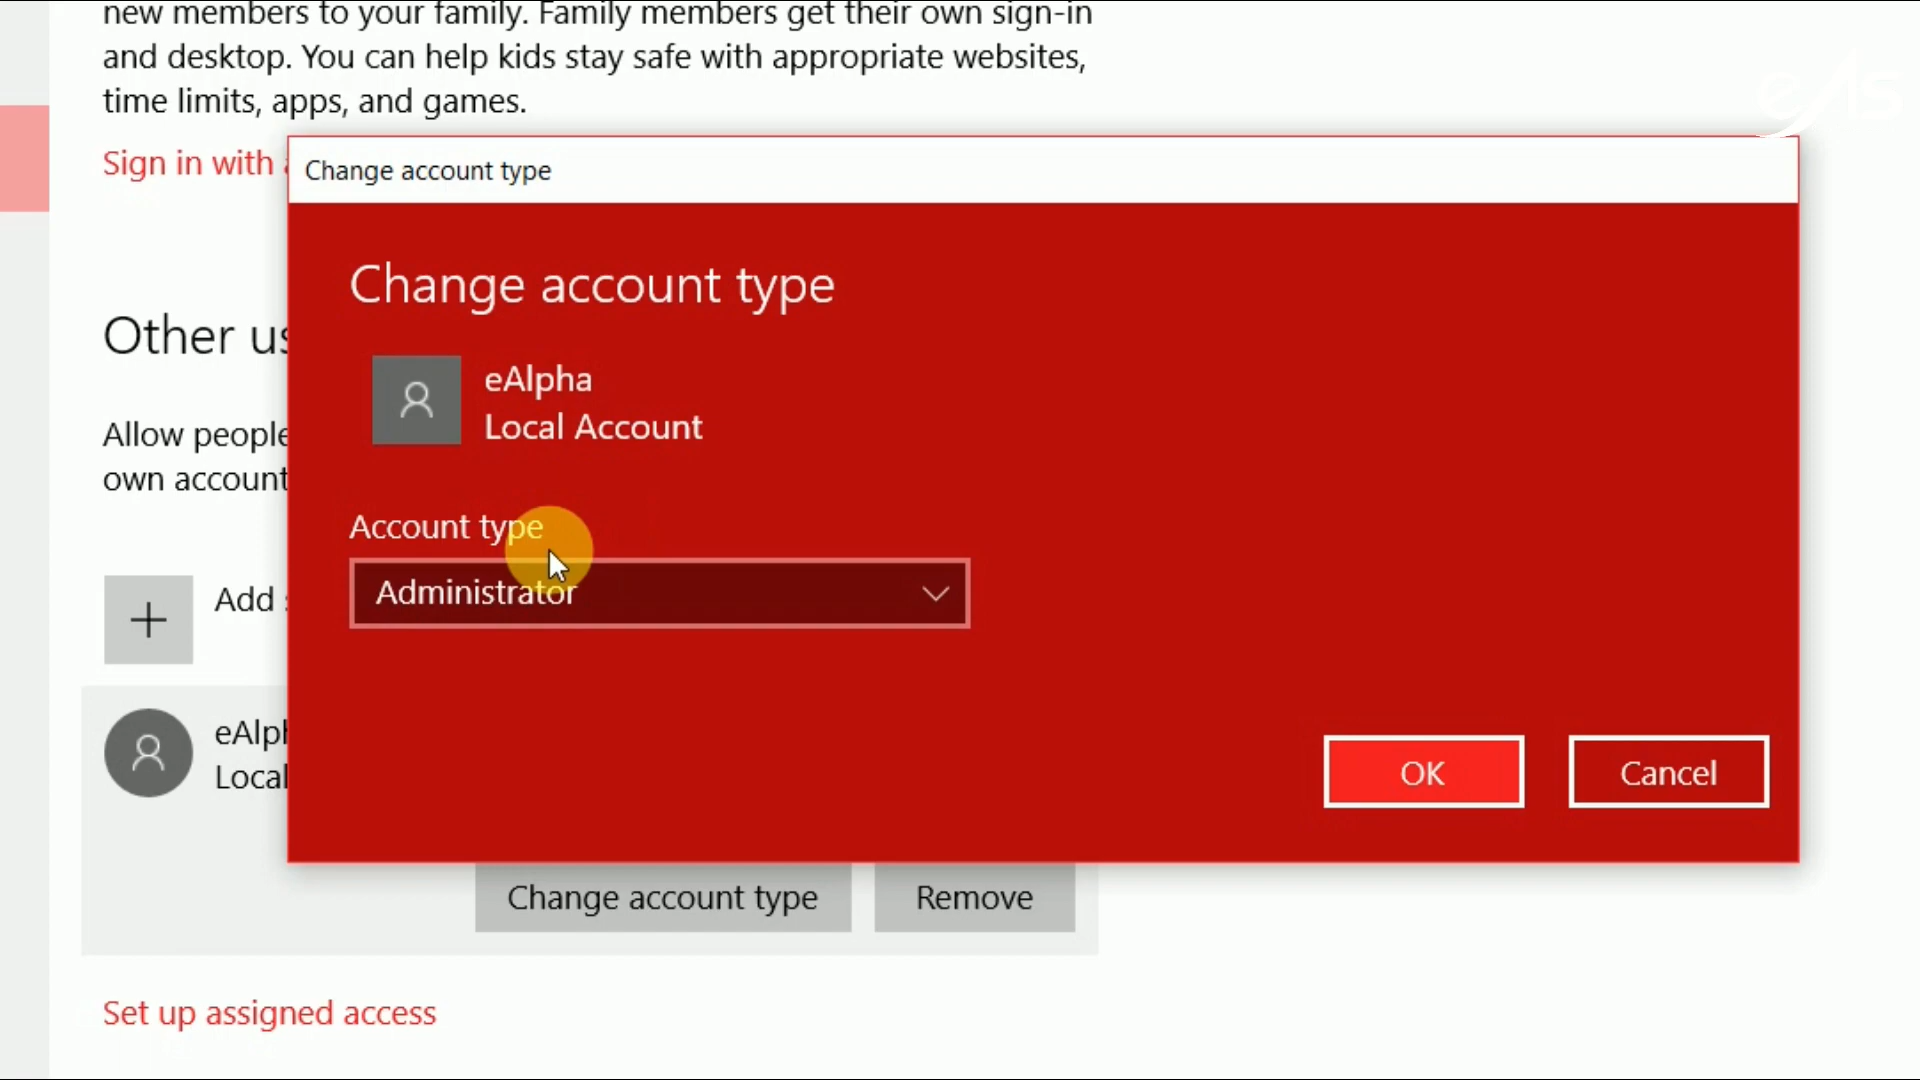 new members to your family. Family members get their own sign-in
and desktop. You can help kids stay safe with appropriate websites,
time limits, apps, and games.
Sign in with
Change account type
Change account type
eAlpha
Local Account
Other
Allow people
own account
Account type
Administrator
Add
eAlph
Local
OK
Cancel
Change account type
Remove
Set up assigned access
eAs